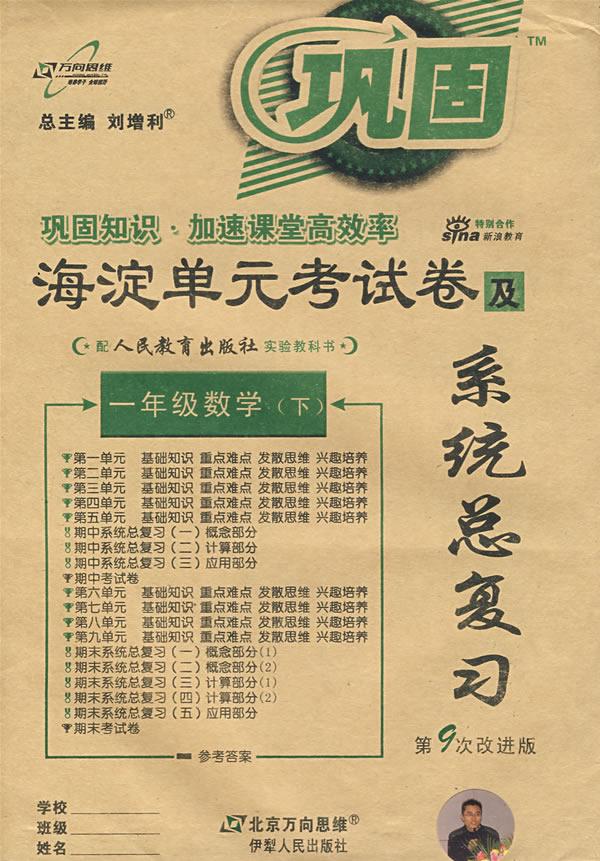 万向思维
总主编 刘增利®
巩固 TM
巩固知识·加速课堂高效率
sina 特别合作
新浪教育
海淀单元考试卷及
系统总复习
配 人民教育出版社 实验教科书
一年级数学（下）
第一单元 基础知识 重点难点 发散思维 兴趣培养
第二单元 基础知识 重点难点 发散思维 兴趣培养
第三单元 基础知识 重点难点 发散思维 兴趣培养
第四单元 基础知识 重点难点 发散思维 兴趣培养
第五单元 基础知识 重点难点 发散思维 兴趣培养
期中系统总复习（一）概念部分
期中系统总复习（二）计算部分
期中系统总复习（三）应用部分
期中考试卷
第六单元 基础知识 重点难点 发散思维 兴趣培养
第七单元 基础知识 重点难点 发散思维 兴趣培养
第八单元 基础知识 重点难点 发散思维 兴趣培养
第九单元 基础知识 重点难点 发散思维 兴趣培养
期末系统总复习（一）概念部分(1)
期末系统总复习（二）概念部分(2)
期末系统总复习（三）计算部分(1)
期末系统总复习（四）计算部分(2)
期末系统总复习（五）应用部分
期末考试卷
参考答案
第9次改进版
学校
班级
姓名
北京万向思维®
伊犁人民出版社